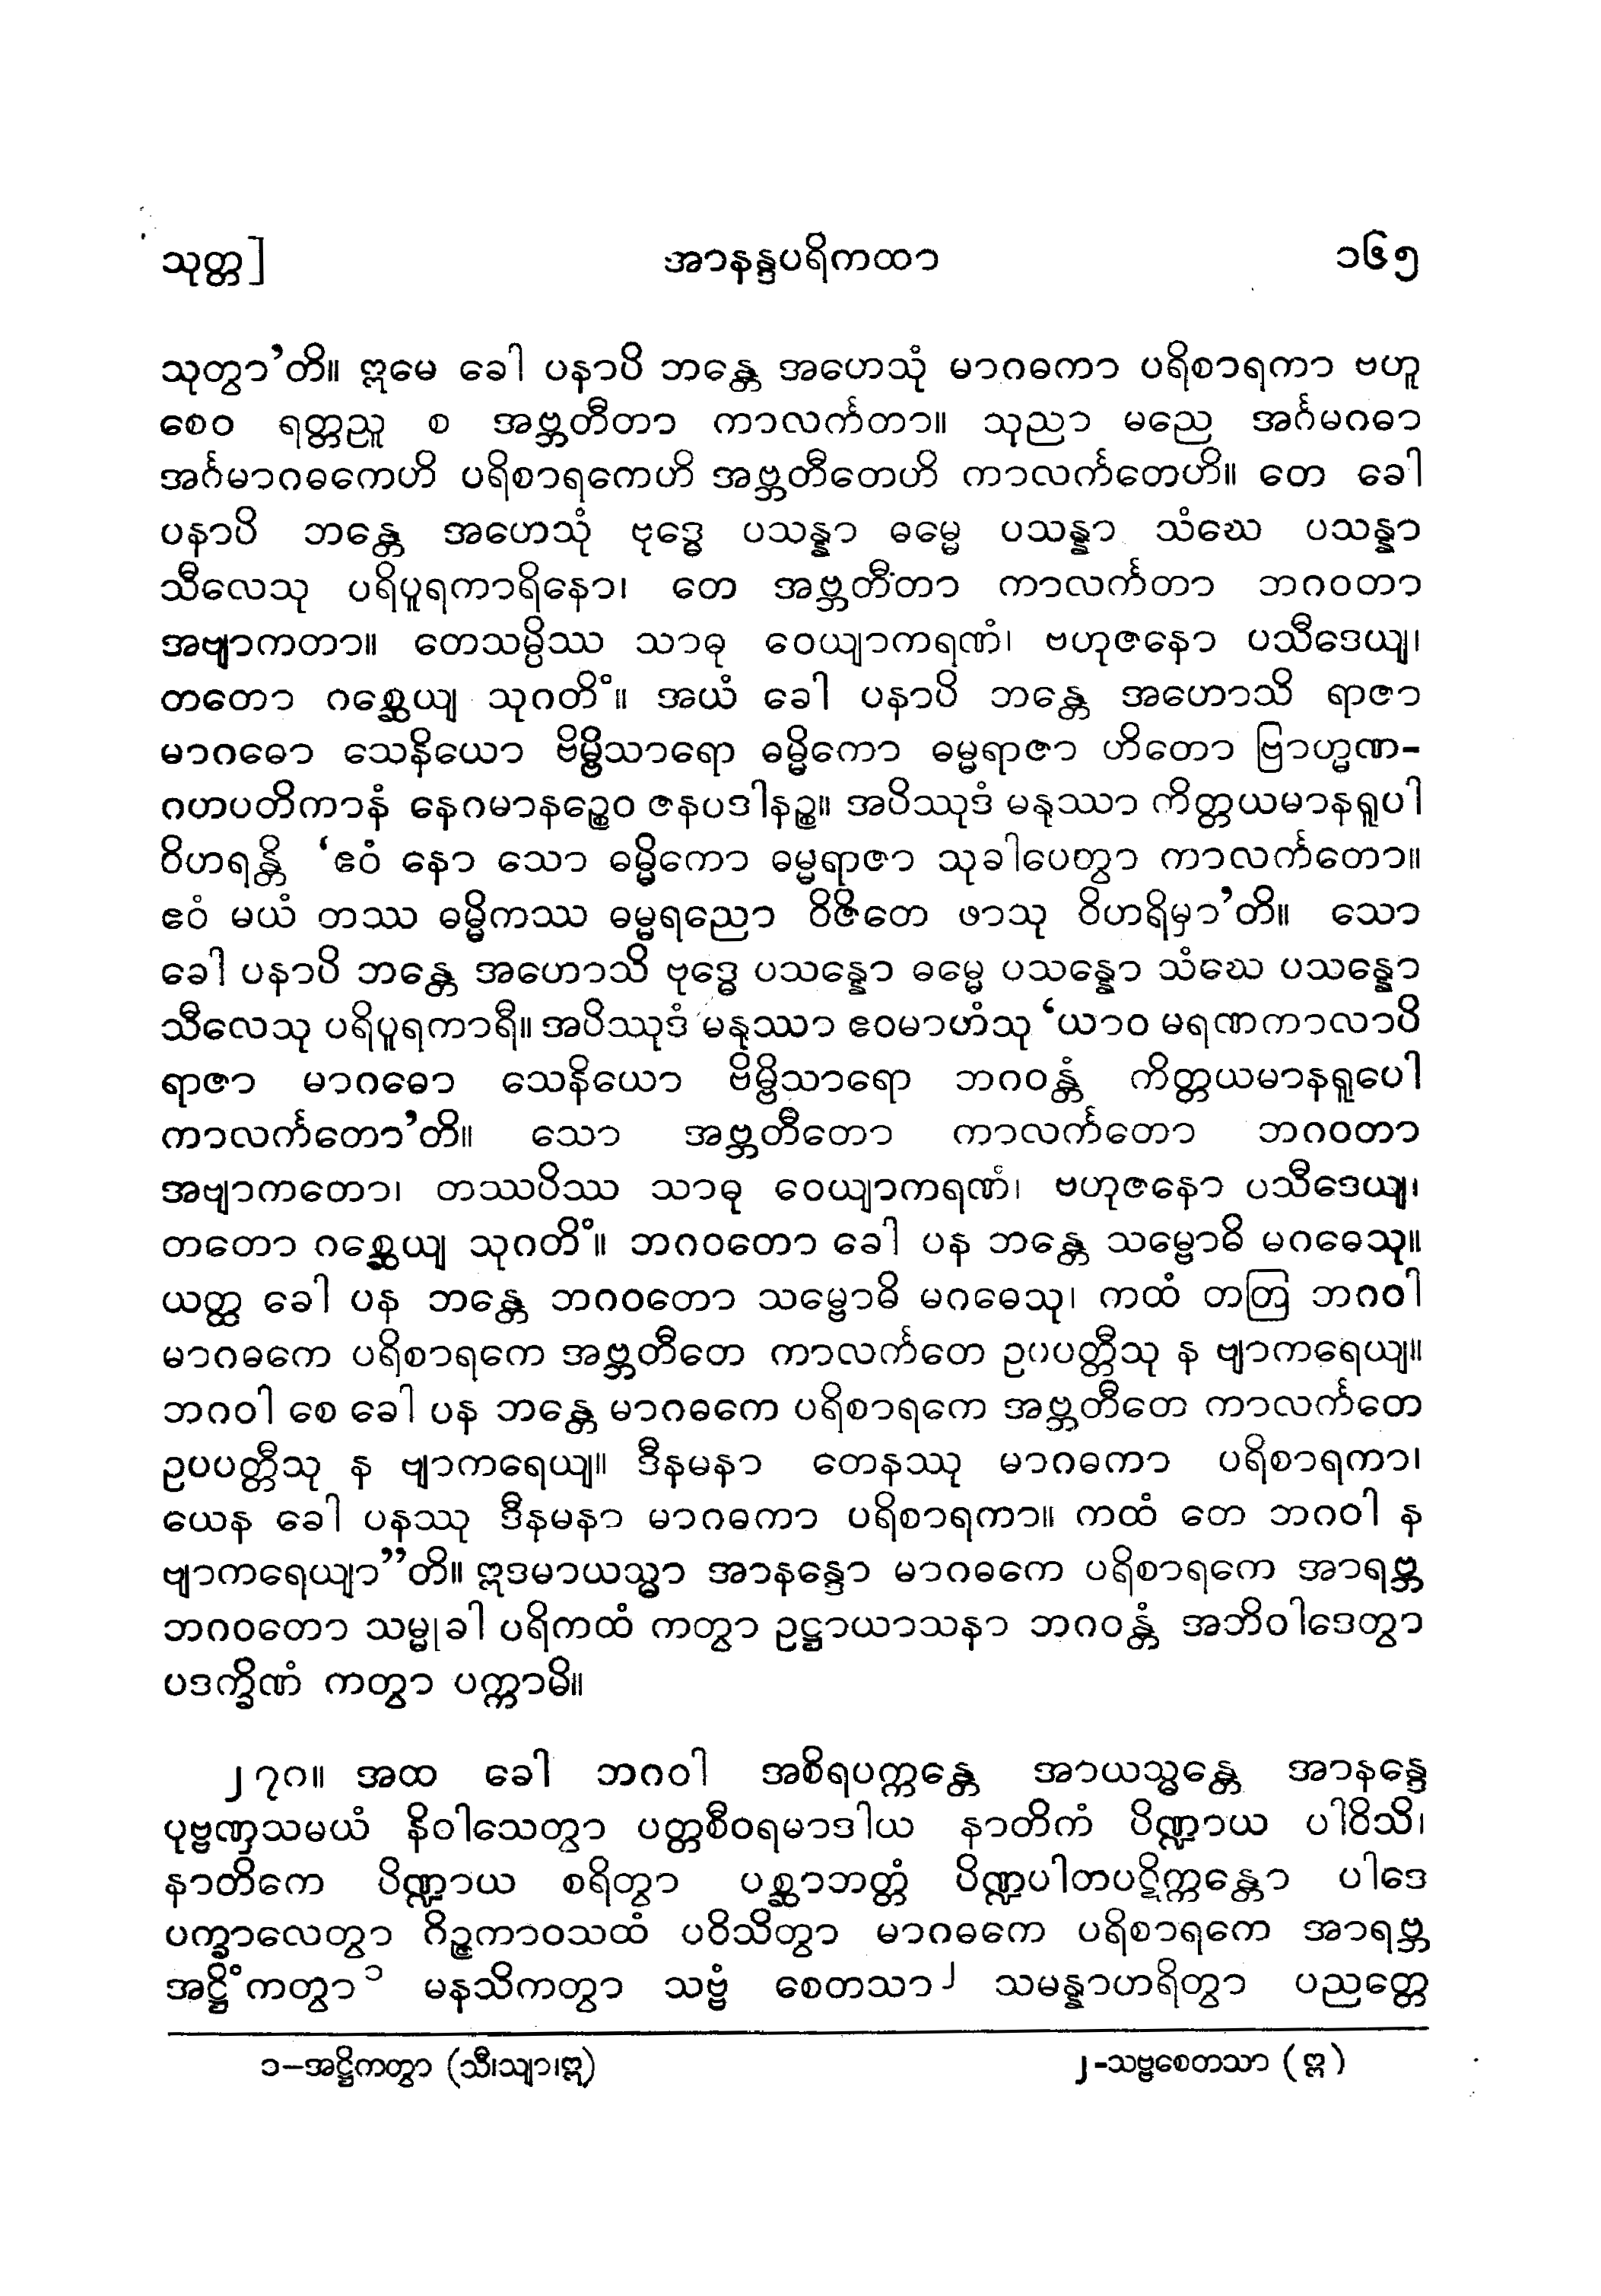 သုတ္တ]
အာနန္ဒပရိကထာ
၁၆၅
သုတွာ’တိ။ ဣမေ ခေါ ပနာပိ ဘန္တေ အဟေသုံ မာဂဓကာ ပရိစာရကာ ဗဟူ
စေဝ ရတ္တညူ စ အဗ္ဘတီတာ ကာလင်္ကတာ။ သုညာ မညေ အင်္ဂမဂဓာ
အင်္ဂမာဂဓကေဟိ ပရိစာရကေဟိ အဗ္ဘတီတေဟိ ကာလင်္ကတေဟိ။ တေ ခေါ
ပနာပိ ဘန္တေ အဟေသုံ ဗုဒ္ဓေ ပသန္နာ ဓမ္မေ ပသန္နာ သံဃေ ပသန္နာ
သီလေသု ပရိပူရကာရိနော၊ တေ အဗ္ဘတီတာ ကာလင်္ကတာ ဘဂဝတာ
အဗျာကတာ။ တေသမ္ပိဿ သာဓု ဝေယျာကရဏံ၊ ဗဟုဇနော ပသီဒေယျ၊
တတော ဂစ္ဆေယျ သုဂတိံ။ အယံ ခေါ ပနာပိ ဘန္တေ အဟောသိ ရာဇာ
မာဂဓော သေနိယော ဗိမ္ဗိသာရော ဓမ္မိကော ဓမ္မရာဇာ ဟိတော ဗြာဟ္မဏ-
ဂဟပတိကာနံ နေဂမာနဉ္စေဝ ဇနပဒါနဉ္စ။ အပိဿုဒံ မနုဿာ ကိတ္တယမာနရူပါ
ဝိဟရန္တိ ‘ဧဝံ နော သော ဓမ္မိကော ဓမ္မရာဇာ သုခါပေတွာ ကာလင်္ကတော။
ဧဝံ မယံ တဿ ဓမ္မိကဿ ဓမ္မရညော ဝိဇိတေ ဖာသု ဝိဟရိမှာ’တိ။ သော
ခေါ ပနာပိ ဘန္တေ အဟောသိ ဗုဒ္ဓေ ပသန္နော ဓမ္မေ ပသန္နော သံဃေ ပသန္နော
သီလေသု ပရိပူရကာရီ။ အပိဿုဒံ မနုဿာ ဧဝမာဟံသု ‘ယာဝ မရဏကာလာပိ
ရာဇာ မာဂဓော သေနိယော ဗိမ္ဗိသာရော ဘဂဝန္တံ ကိတ္တယမာနရူပေါ
ကာလင်္ကတော’တိ။ သော အဗ္ဘတီတော ကာလင်္ကတော ဘဂဝတာ
အဗျာကတော၊ တဿပိဿ သာဓု ဝေယျာကရဏံ၊ ဗဟုဇနော ပသီဒေယျ၊
တတော ဂစ္ဆေယျ သုဂတိံ။ ဘဂဝတော ခေါ ပန ဘန္တေ သမ္ဗောဓိ မဂဓေသု။
ယတ္ထ ခေါ ပန ဘန္တေ ဘဂဝတော သမ္ဗောဓိ မဂဓေသု၊ ကထံ တတြ ဘဂဝါ
မာဂဓကေ ပရိစာရကေ အဗ္ဘတီတေ ကာလင်္ကတေ ဥပပတ္တီသု န ဗျာကရေယျ။
ဘဂဝါ စေ ခေါ ပန ဘန္တေ မာဂဓကေ ပရိစာရကေ အဗ္ဘတီတေ ကာလင်္ကတေ
ဥပပတ္တီသု န ဗျာကရေယျ။ ဒီနမနာ တေနဿု မာဂဓကာ ပရိစာရကာ၊
ယေန ခေါ ပနဿု ဒီနမနာ မာဂဓကာ ပရိစာရကာ။ ကထံ တေ ဘဂဝါ န
ဗျာကရေယျာ”တိ။ ဣဒမာယသ္မာ အာနန္ဒော မာဂဓကေ ပရိစာရကေ အာရဗ္ဘ
ဘဂဝတော သမ္မုခါ ပရိကထံ ကတွာ ဥဋ္ဌာယာသနာ ဘဂဝန္တံ အဘိဝါဒေတွာ
ပဒက္ခိဏံ ကတွာ ပက္ကာမိ။
၂၇၇။ အထ ခေါ ဘဂဝါ အစိရပက္ကန္တေ အာယသ္မန္တေ အာနန္ဒေ
ပုဗ္ဗဏှသမယံ နိဝါသေတွာ ပတ္တစီဝရမာဒါယ နာတိကံ ပိဏ္ဍာယ ပါဝိသိ၊
နာတိကေ ပိဏ္ဍာယ စရိတွာ ပစ္ဆာဘတ္တံ ပိဏ္ဍပါတပဋိက္ကန္တော ပါဒေ
ပက္ခာလေတွာ ဂိဉ္ဇကာဝသထံ ပဝိသိတွာ မာဂဓကေ ပရိစာရကေ အာရဗ္ဘ
အဋ္ဌိံကတွာ၁ မနသိကတွာ သဗ္ဗံ စေတသာ၂ သမန္နာဟရိတွာ ပညတ္တေ
၁–အဋ္ဌိကတွာ (သီ၊သျာ၊ဣ)
၂-သဗ္ဗစေတသာ (ဣ)